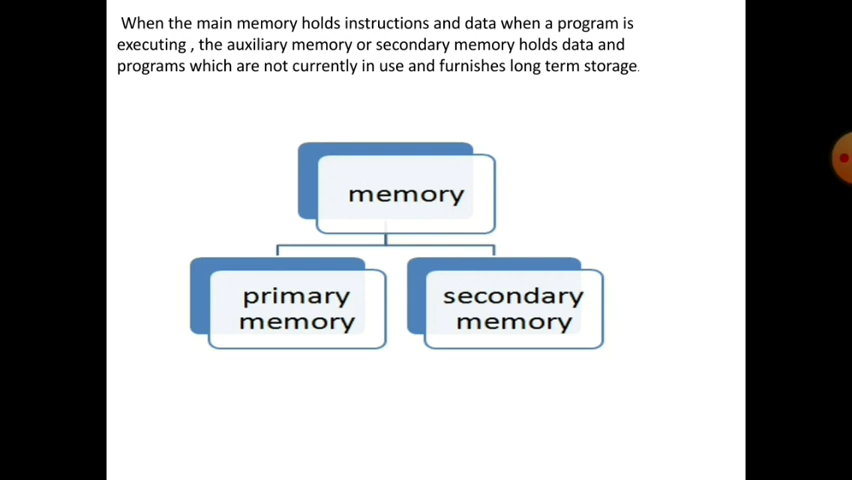 When the main memory holds instructions and data when a program is
executing , the auxiliary memory or secondary memory holds data and
programs which are not currently in use and furnishes long term storage.
memory
primary
memory
secondary
memory